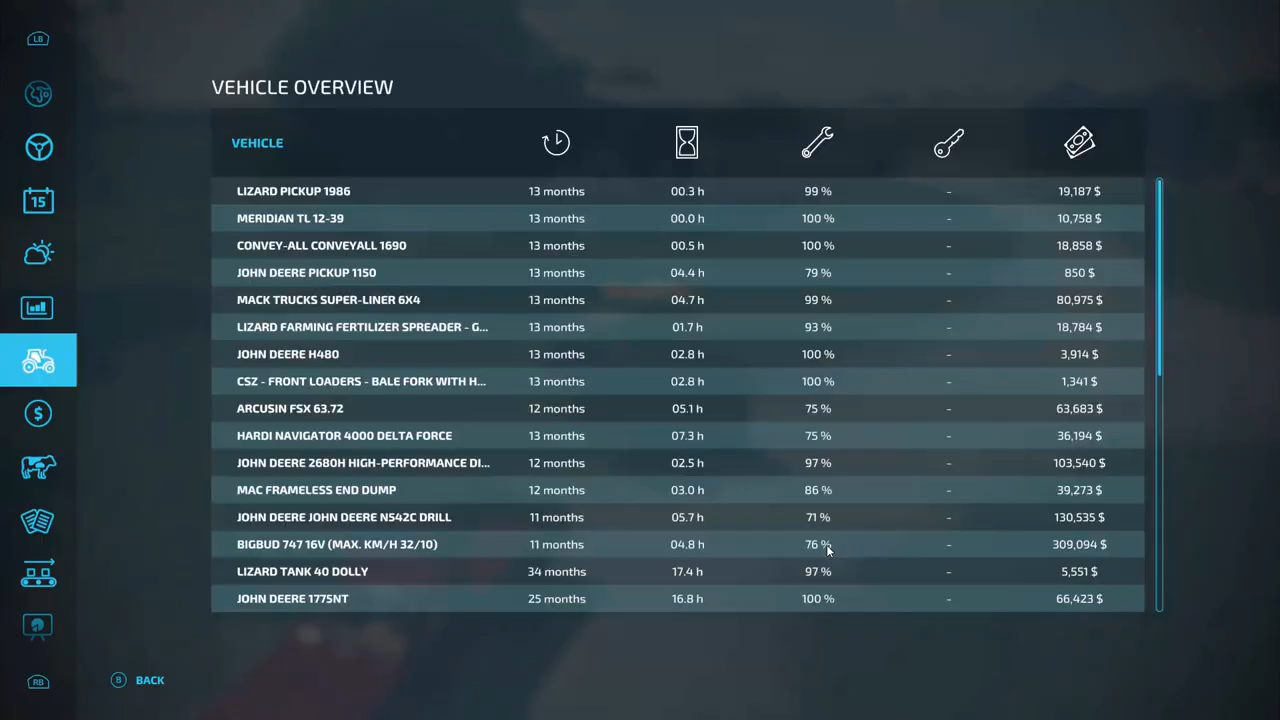 LB
VEHICLE OVERVIEW
VEHICLE
15
LIZARD PICKUP 1986 13 months 00.3 h 99 % - 19,187 $
MERIDIAN TL 12-39 13 months 00.0 h 100 % - 10,758 $
CONVEY-ALL CONVEYALL 1690 13 months 00.5 h 100 % - 18,858 $
JOHN DEERE PICKUP 1150 13 months 04.4 h 79 % - 850 $
MACK TRUCKS SUPER-LINER 6X4 13 months 04.7 h 99 % - 80,975 $
LIZARD FARMING FERTILIZER SPREADER - G... 13 months 01.7 h 93 % - 18,784 $
JOHN DEERE H480 13 months 02.8 h 100 % - 3,914 $
CSZ - FRONT LOADERS - BALE FORK WITH H... 13 months 02.8 h 100 % - 1,341 $
ARCUSIN FSX 63.72 12 months 05.1 h 75 % - 63,683 $
HARDI NAVIGATOR 4000 DELTA FORCE 13 months 07.3 h 75 % - 36,194 $
JOHN DEERE 2680H HIGH-PERFORMANCE DI... 12 months 02.5 h 97 % - 103,540 $
MAC FRAMELESS END DUMP 12 months 03.0 h 86 % - 39,273 $
JOHN DEERE JOHN DEERE N542C DRILL 11 months 05.7 h 71 % - 130,535 $
BIGBUD 747 16V (MAX. KM/H 32/10) 11 months 04.8 h 76 % - 309,094 $
LIZARD TANK 40 DOLLY 34 months 17.4 h 97 % - 5,551 $
JOHN DEERE 1775NT 25 months 16.8 h 100 % - 66,423 $
RB
B BACK